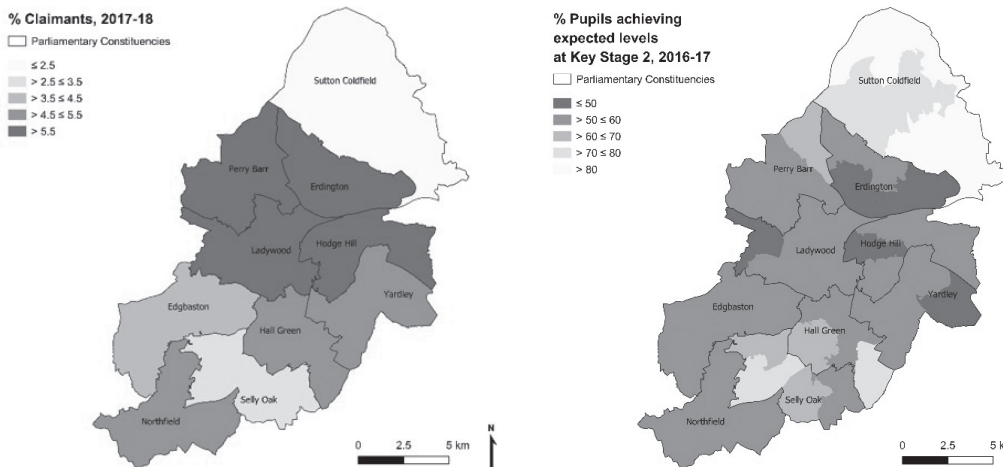 % Claimants, 2017-18
Parliamentary Constituencies
≤ 2.5
> 2.5 ≤ 3.5
> 3.5 ≤ 4.5
> 4.5 ≤ 5.5
> 5.5
Sutton Coldfield
Perry Barr
Erdington
Ladywood
Hodge Hill
Yardley
Edgbaston
Hall Green
Selly Oak
Northfield
N
0 2.5 5 km
% Pupils achieving
expected levels
at Key Stage 2, 2016-17
Parliamentary Constituencies
≤ 50
> 50 ≤ 60
> 60 ≤ 70
> 70 ≤ 80
> 80
Sutton Coldfield
Perry Barr
Erdington
Ladywood
Hodge Hill
Yardley
Edgbaston
Hall Green
Selly Oak
Northfield
0 2.5 5 k